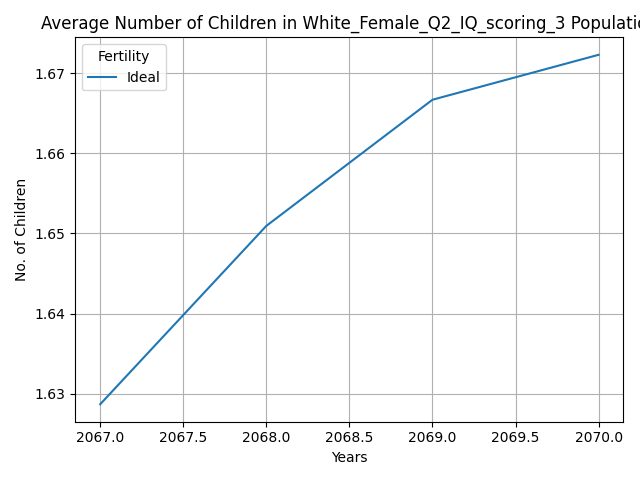 Average Number of Children in White_Female_Q2_IQ_scoring_3 Populatio
Fertility
Ideal
1.67
1.66
1.65
1.64
1.63
No. of Children
2067.0 2067.5 2068.0 2068.5 2069.0 2069.5 2070.0
Years